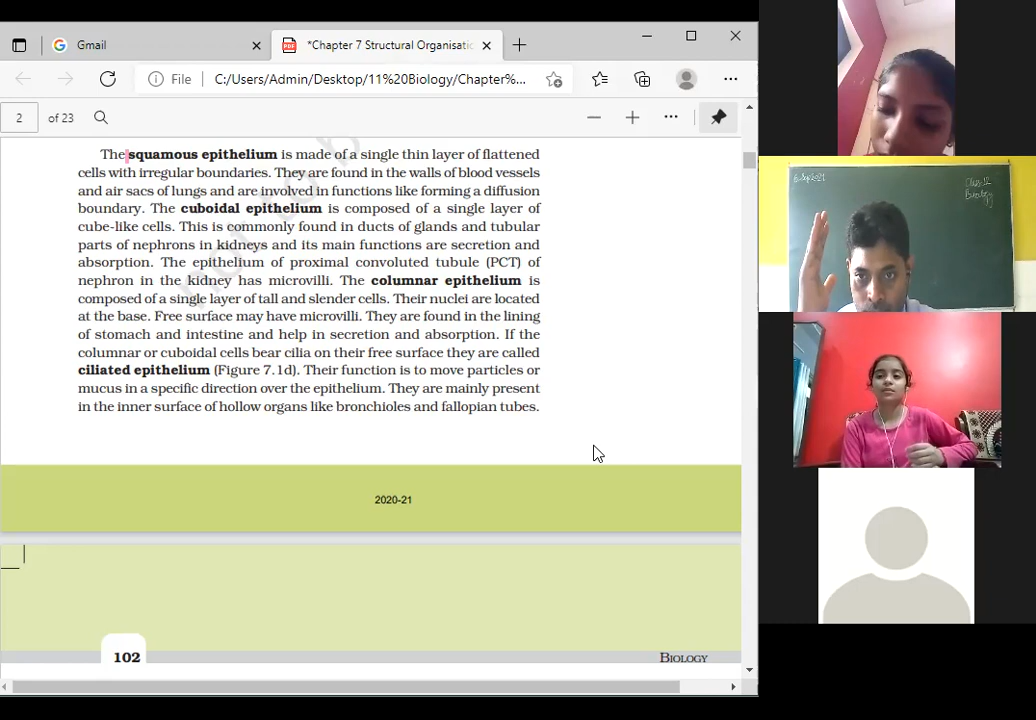 Gmail
*Chapter 7 Structural Organisatio
File
C:/Users/Admin/Desktop/11%20Biology/Chapter%...
2 of 23
The squamous epithelium is made of a single thin layer of flattened
cells with irregular boundaries. They are found in the walls of blood vessels
and air sacs of lungs and are involved in functions like forming a diffusion
boundary. The cuboidal epithelium is composed of a single layer of
cube-like cells. This is commonly found in ducts of glands and tubular
parts of nephrons in kidneys and its main functions are secretion and
absorption. The epithelium of proximal convoluted tubule (PCT) of
nephron in the kidney has microvilli. The columnar epithelium is
composed of a single layer of tall and slender cells. Their nuclei are located
at the base. Free surface may have microvilli. They are found in the lining
of stomach and intestine and help in secretion and absorption. If the
columnar or cuboidal cells bear cilia on their free surface they are called
ciliated epithelium (Figure 7.1d). Their function is to move particles or
mucus in a specific direction over the epithelium. They are mainly present
in the inner surface of hollow organs like bronchioles and fallopian tubes.
not to b
2020-21
102
BIOLOGY
Class:12
Biology